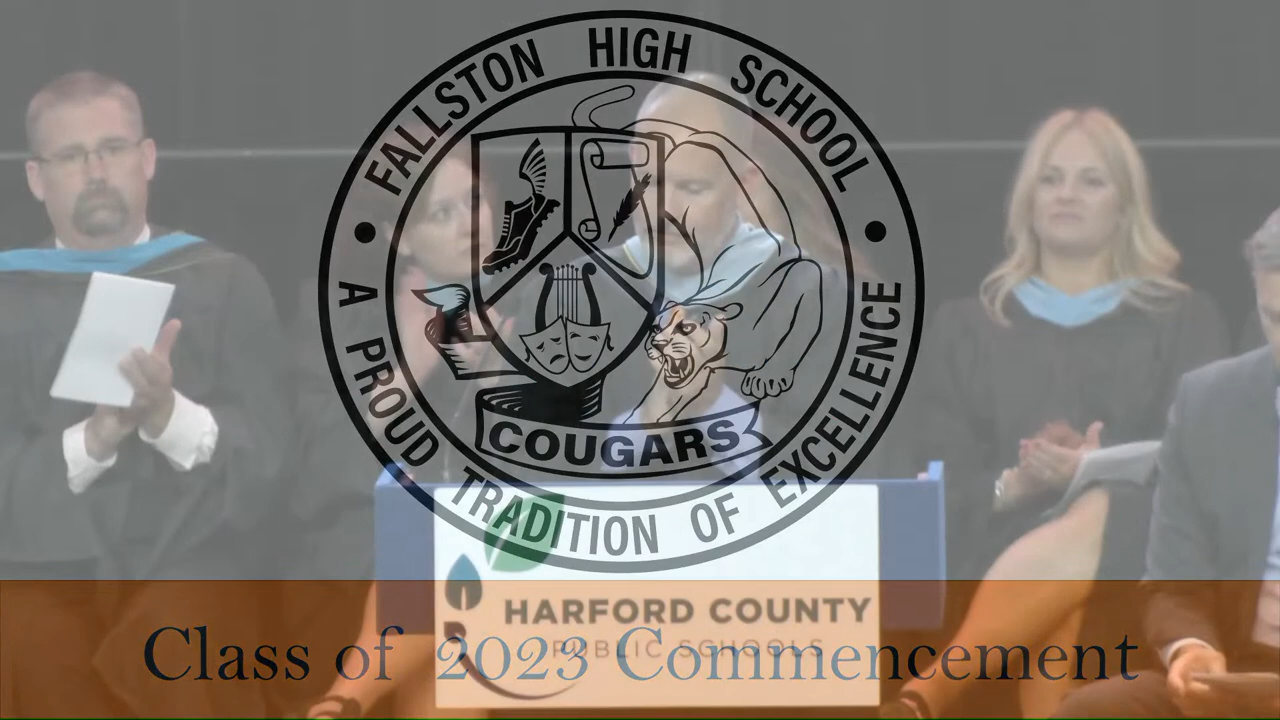 FALLSTON HIGH SCHOOL
A PROUD TRADITION OF EXCELLENCE
COUGARS
HARFORD COUNTY
PUBLIC SCHOOLS
Class of 2023 Commencement